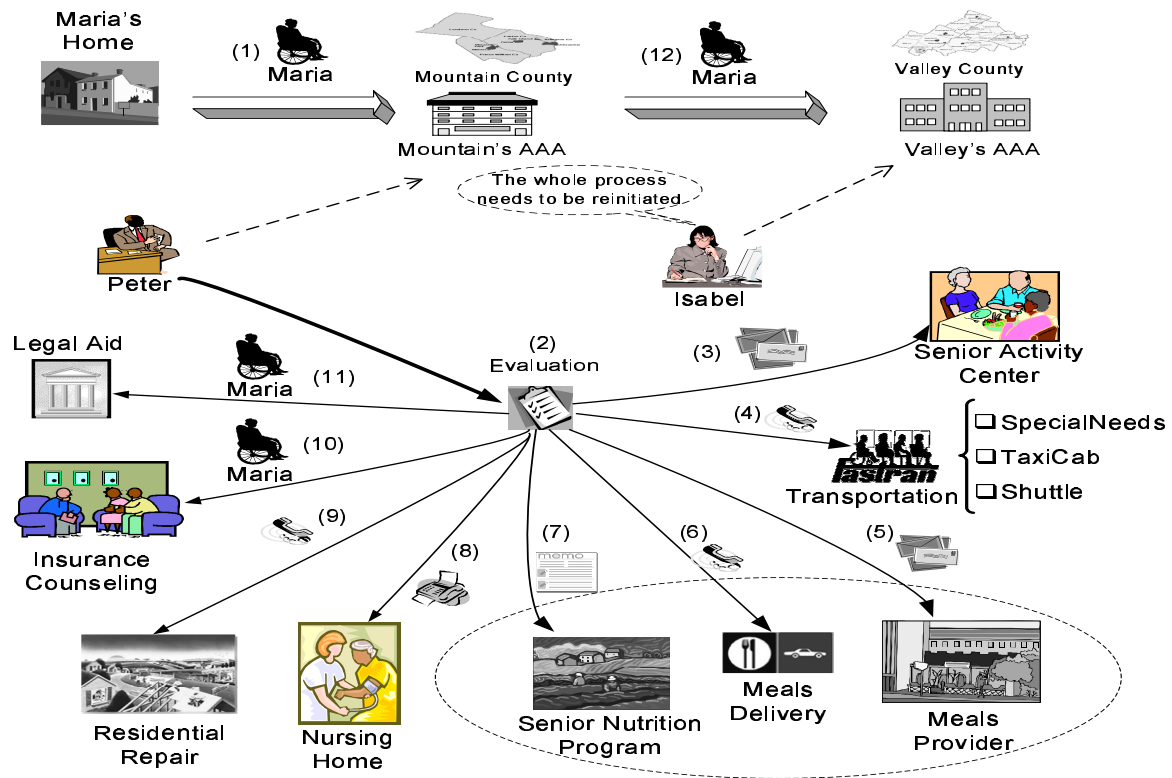 Maria's
Home
(1)
Maria
Mountain County
Mountain's AAA
(12)
Maria
Valley County
Valley's AAA
The whole process
needs to be reinitiated
Peter
Isabel
Legal Aid
Maria
(11)
(2)
Evaluation
(3)
Senior Activity
Center
(4)
fastran
Transportation
SpecialNeeds
TaxiCab
Shuttle
Maria
(10)
Insurance
Counseling
(9)
(8)
(7)
memo
(6)
(5)
Residential
Repair
Nursing
Home
Senior Nutrition
Program
Meals
Delivery
Meals
Provider